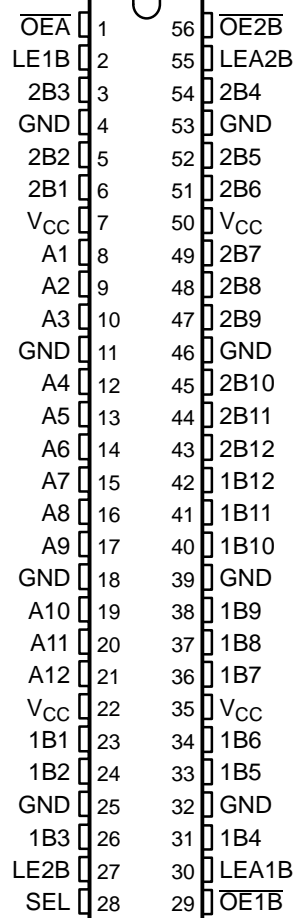 O̅E̅A̅ 1 56 O̅E̅2̅B̅
LE1B 2 55 LEA2B
2B3 3 54 2B4
GND 4 53 GND
2B2 5 52 2B5
2B1 6 51 2B6
VCC 7 50 VCC
A1 8 49 2B7
A2 9 48 2B8
A3 10 47 2B9
GND 11 46 GND
A4 12 45 2B10
A5 13 44 2B11
A6 14 43 2B12
A7 15 42 1B12
A8 16 41 1B11
A9 17 40 1B10
GND 18 39 GND
A10 19 38 1B9
A11 20 37 1B8
A12 21 36 1B7
VCC 22 35 VCC
1B1 23 34 1B6
1B2 24 33 1B5
GND 25 32 GND
1B3 26 31 1B4
LE2B 27 30 LEA1B
SEL 28 29 O̅E̅1̅B̅